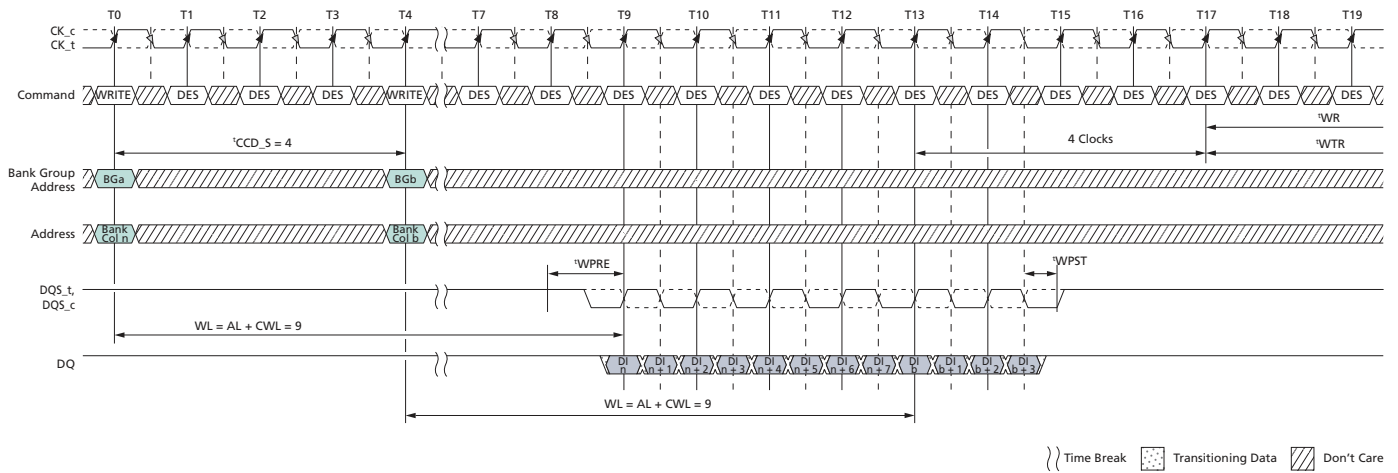 T0 T1 T2 T3 T4 T7 T8 T9 T10 T11 T12 T13 T14 T15 T16 T17 T18 T19
CK_c
CK_t
Command WRITE DES DES DES WRITE DES DES DES DES DES DES DES DES DES DES DES DES DES
tWR
tCCD_S = 4 4 Clocks tWTR
Bank Group
Address BGa BGb
Address Bank
Col n Bank
Col b
tWPRE tWPST
DQS_t,
DQS_c
WL = AL + CWL = 9
DQ DI
n DI
n + 1 DI
n + 2 DI
n + 3 DI
n + 4 DI
n + 5 DI
n + 6 DI
n + 7 DI
b DI
b + 1 DI
b + 2 DI
b + 3
WL = AL + CWL = 9
Time Break Transitioning Data Don't Care